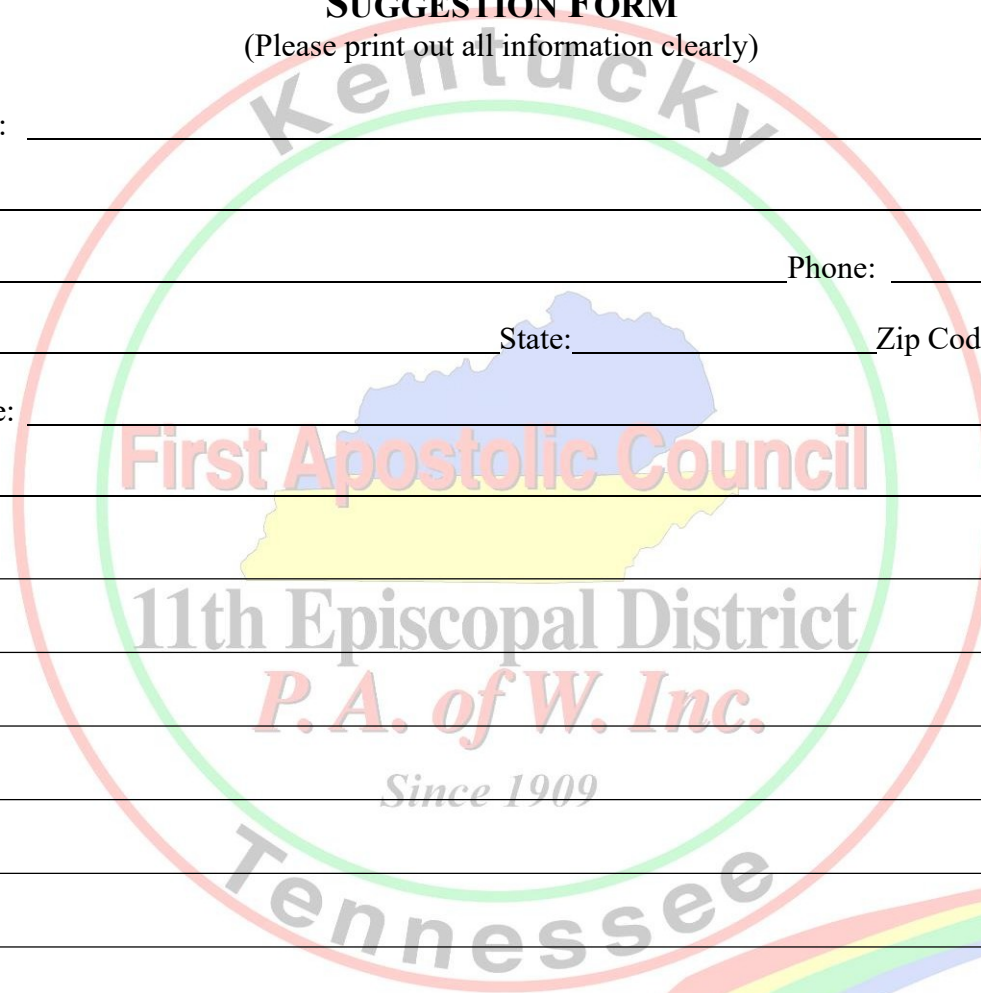 SUGGESTION FORM
(Please print out all information clearly)
Kentucky
:
Phone:
State: Zip Cod
e:
First Apostolic Council
11th Episcopal District
P. A. of W. Inc.
Since 1909
Tennessee